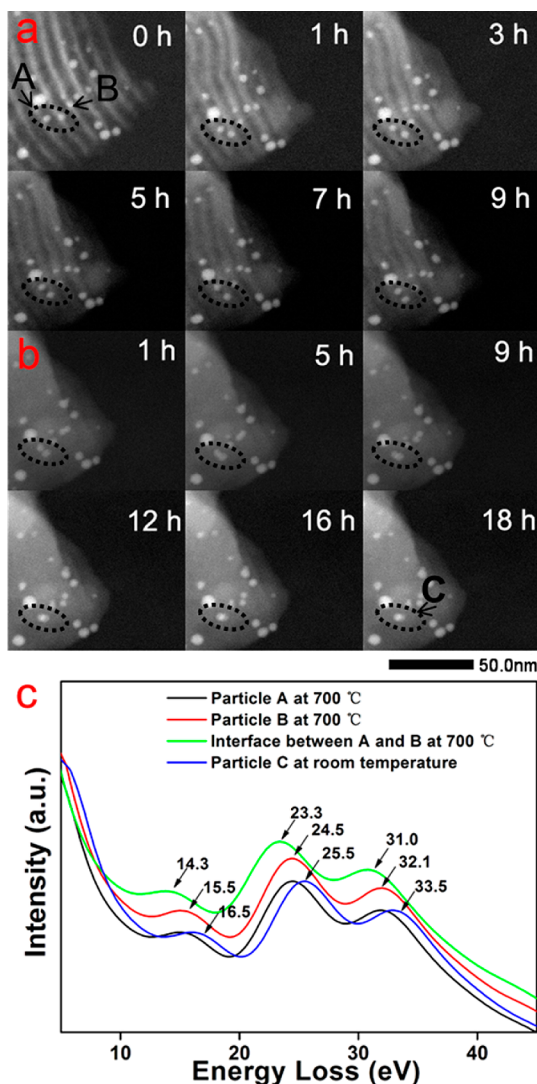 a
0 h
1 h
3 h
A
B
5 h
7 h
9 h
b
1 h
5 h
9 h
12 h
16 h
18 h
C
50.0nm
c
Particle A at 700 ℃
Particle B at 700 ℃
Interface between A and B at 700 ℃
Particle C at room temperature
23.3
24.5
25.5
31.0
32.1
33.5
14.3
15.5
16.5
Intensity (a.u.)
10 20 30 40
Energy Loss (eV)